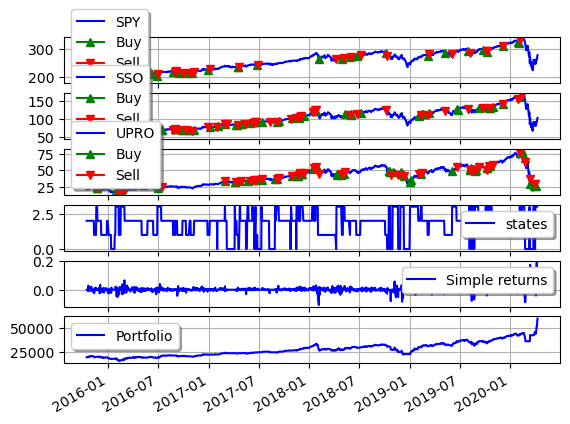 SPY
Buy
Sell
300
200
SSO
Buy
Sell
150
100
50
UPRO
Buy
Sell
75
50
25
states
2.5
0.0
Simple returns
0.2
0.0
Portfolio
50000
25000
2016-01 2016-07 2017-01 2017-07 2018-01 2018-07 2019-01 2019-07 2020-01